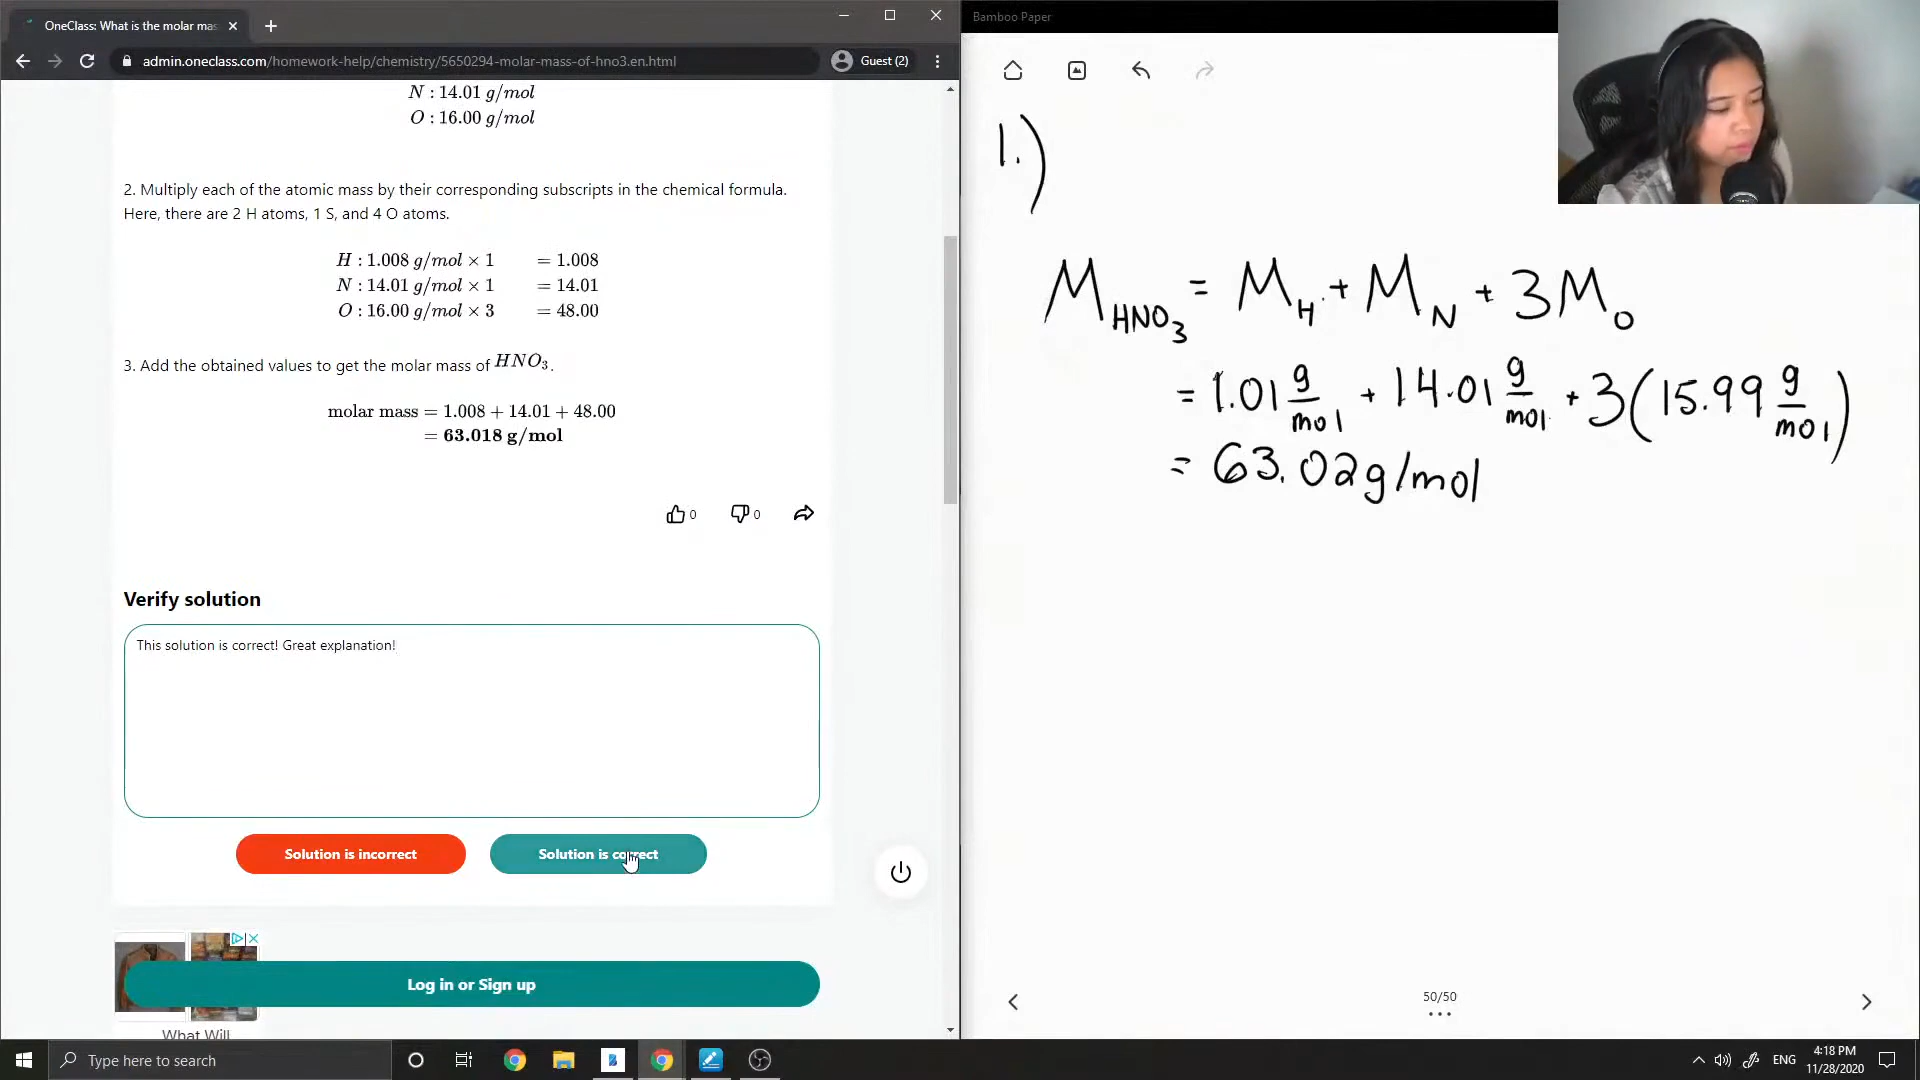 OneClass: What is the molar mas
Bamboo Paper
admin.oneclass.com/homework-help/chemistry/5650294-molar-mass-of-hno3.en.html
Guest (2)
N : 14.01 g/mol
O : 16.00 g/mol
2. Multiply each of the atomic mass by their corresponding subscripts in the chemical formula.
Here, there are 2 H atoms, 1 S, and 4 O atoms.
H : 1.008 g/mol × 1 = 1.008
N : 14.01 g/mol × 1 = 14.01
O : 16.00 g/mol × 3 = 48.00
3. Add the obtained values to get the molar mass of HNO₃.
molar mass = 1.008 + 14.01 + 48.00
= 63.018 g/mol
0 0
Verify solution
This solution is correct! Great explanation!
Solution is incorrect Solution is correct
Log in or Sign up
What Will
1.)
M_HNO₃ = M_H + M_N + 3M_O
= 1.01 g/mol + 14.01 g/mol + 3(15.99 g/mol)
= 63.02g/mol
50/50
Type here to search
ENG
4:18 PM
11/28/2020